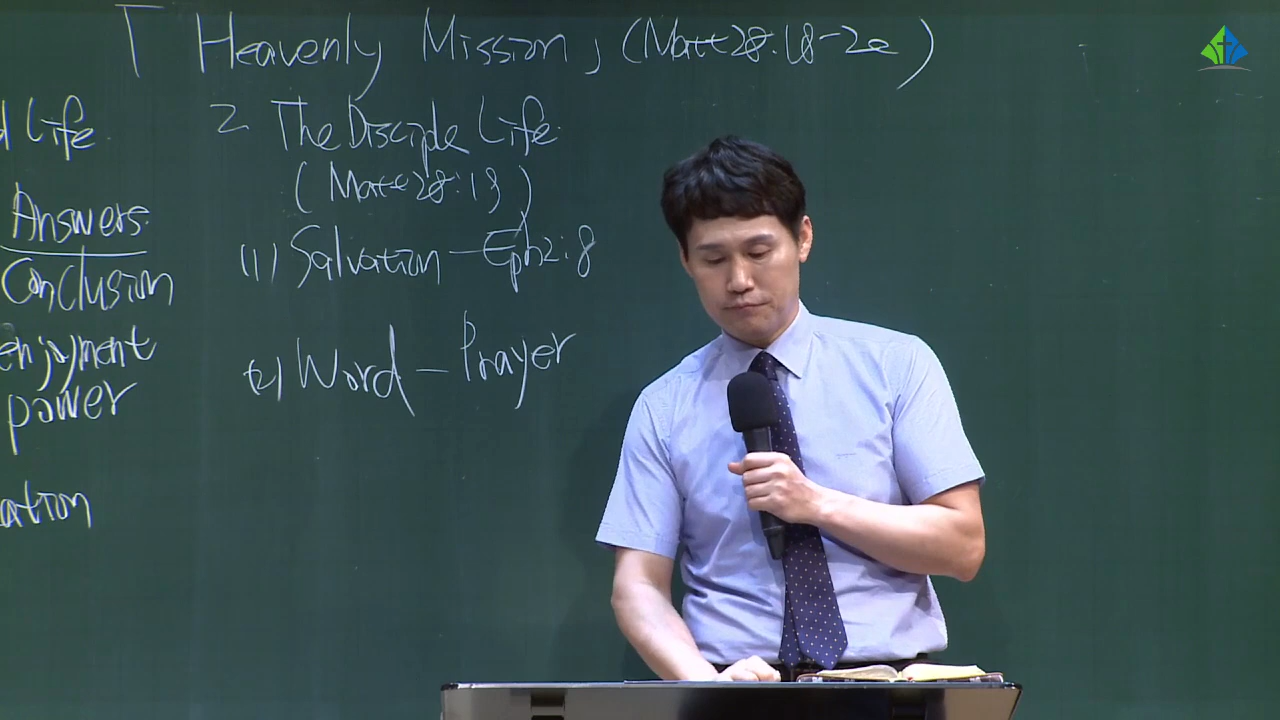 「 Heavenly Mission 」 (Matt 28:18-20)
d Life.
Answers.
Conclusion
enjoyment
power
ation
2 The Disciple Life.
(Matt 28:18)
(1) Salvation - Eph 2:8
(2) Word - Prayer